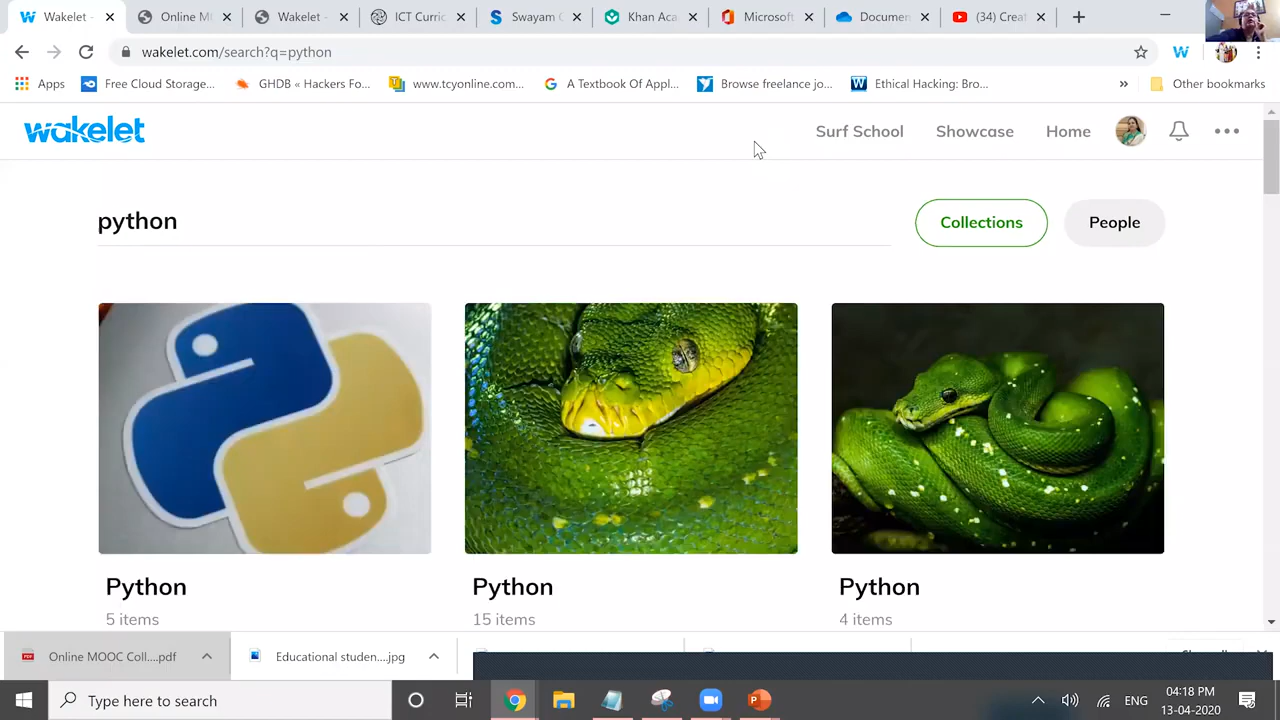 Wakelet -
Online M
Wakelet -
ICT Curric
Swayam C
Khan Aca
Microsoft
Documen
(34) Creat
wakelet.com/search?q=python
Apps
Free Cloud Storage...
GHDB « Hackers Fo...
www.tcyonline.com...
A Textbook Of Appl...
Browse freelance jo...
Ethical Hacking: Bro...
»
Other bookmarks
wakelet
Surf School
Showcase
Home
python
Collections
People
Python
Python
Python
5 items
15 items
4 items
Online MOOC Coll....pdf
Educational studen....jpg
Type here to search
ENG
04:18 PM
13-04-2020